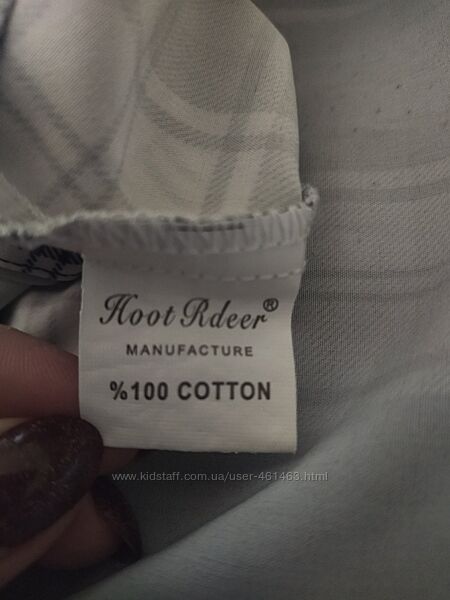 Hoot Rdeer®
MANUFACTURE
%100 COTTON
www.kidstaff.com.ua/user-461463.html